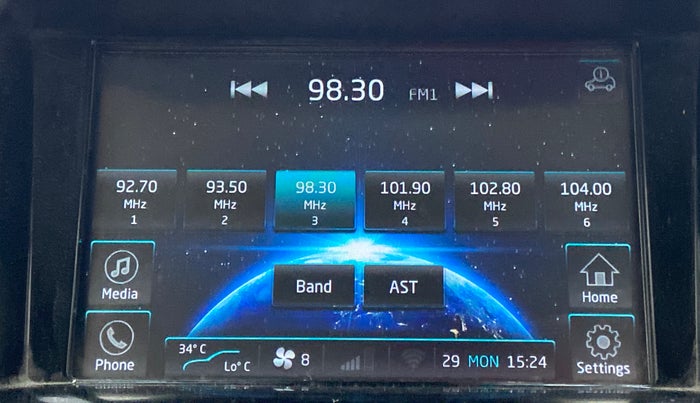 98.30 FM1
92.70 93.50 98.30 101.90 102.80 104.00
MHz MHz MHz MHz MHz MHz
1 2 3 4 5 6
Media Band AST Home
34°C
Lo°C 8 29 MON 15:24
Phone Settings